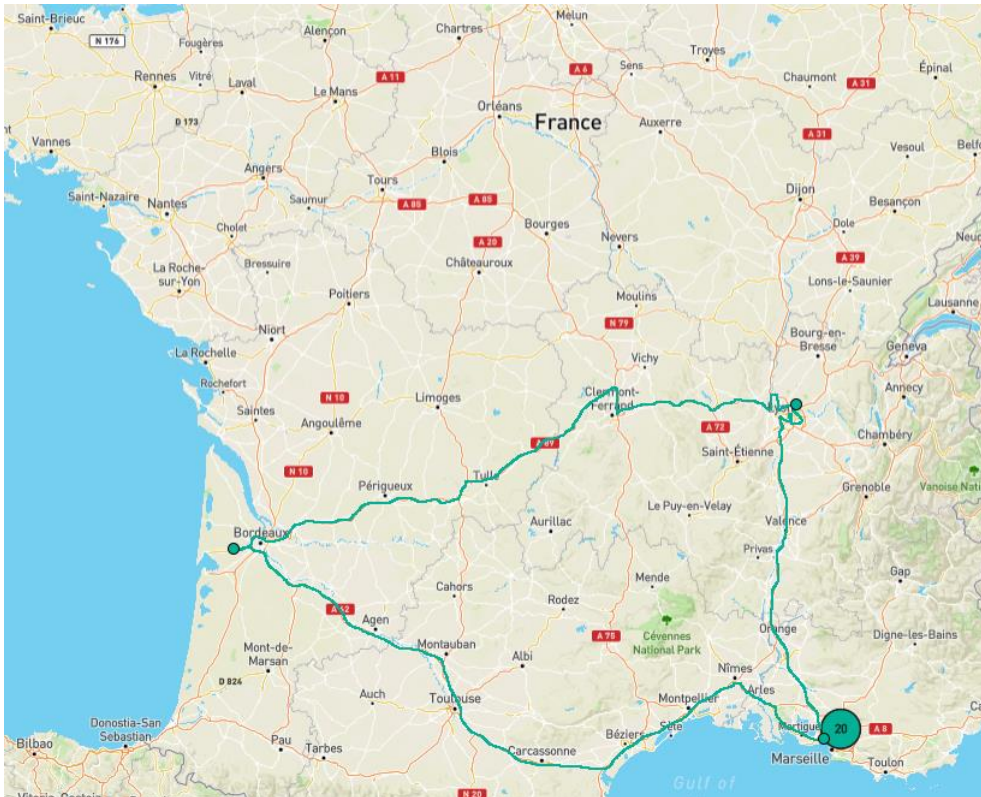 Saint-Brieuc
N 176
Alençon
Chartres
Melun
Fougères
Troyes
Rennes
Vitré
Laval
Le Mans
A 11
A 6
Sens
Chaumont
A 31
Épinal
D 173
Orléans
France
Auxerre
A 31
Vannes
Blois
Vesoul
Angers
Tours
Dijon
Saint-Nazaire
Nantes
Saumur
A 85
A 85
Besançon
Cholet
Bourges
Dole
A 20
Nevers
A 39
La Roche-
sur-Yon
Bressuire
Châteauroux
Lons-le-Saunier
Poitiers
Moulins
Lausanne
Niort
N 79
Bourg-en-
Bresse
La Rochelle
Vichy
Geneva
Rochefort
Annecy
Saintes
N 10
Limoges
Clermont-
Ferrand
Angoulême
A 72
Chambéry
Saint-Étienne
N 10
Périgueux
Grenoble
Le Puy-en-Velay
Aurillac
Valence
Bordeaux
Privas
Mende
Gap
Cahors
Rodez
A 62
Agen
Orange
Cévennes
National Park
A 75
Digne-les-Bains
Mont-de-
Marsan
Montauban
Albi
Nîmes
D 824
Auch
Toulouse
Montpellier
Arles
Sète
20
A 8
Donostia-San
Sebastian
Béziers
Marseille
Bilbao
Pau
Tarbes
Carcassonne
Toulon
N 20
Gulf of